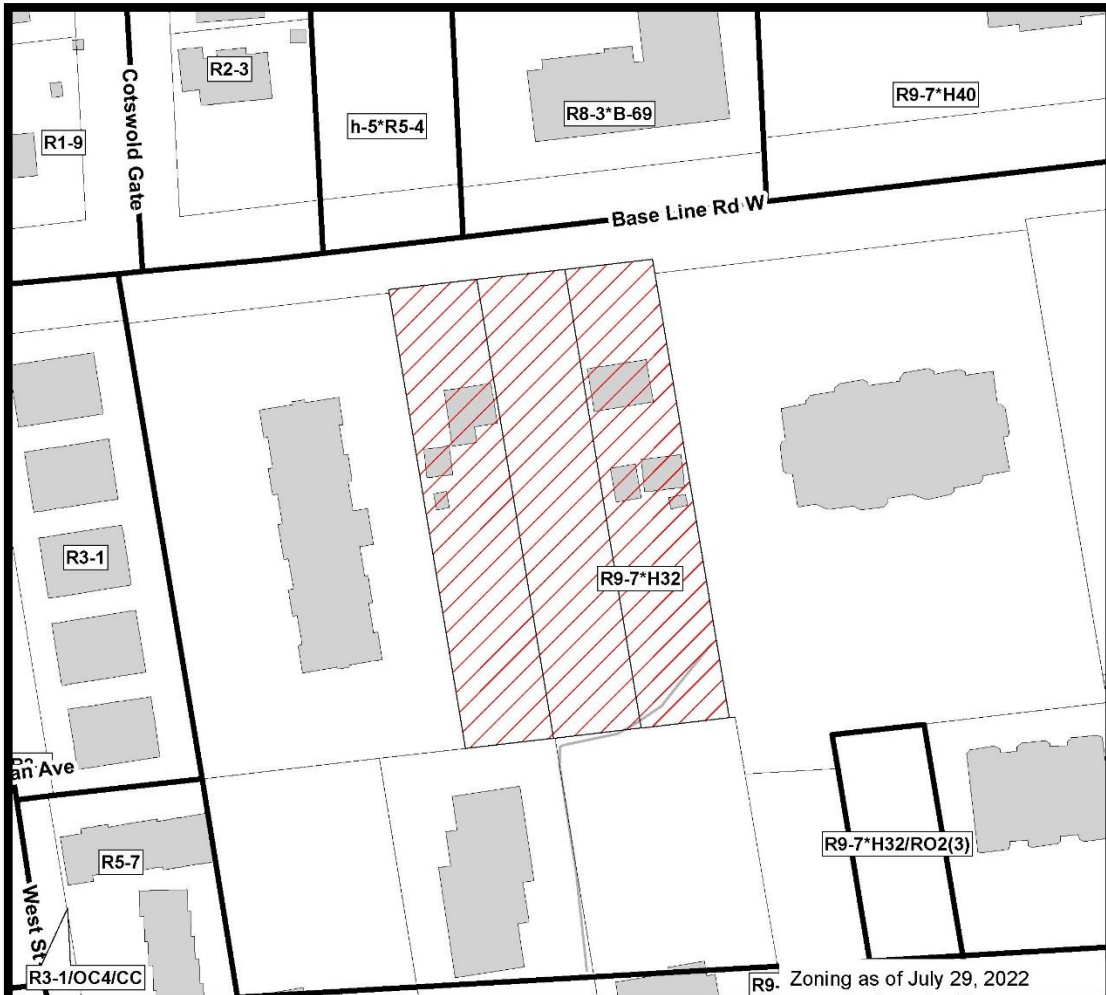 R2-3
R9-7*H40
R8-3*B-69
h-5*R5-4
R1-9
Cotswold Gate
Base Line Rd W
R3-1
R9-7*H32
an Ave
R9-7*H32/RO2(3)
R5-7
West St
R3-1/OC4/CC
R9-
Zoning as of July 29, 2022